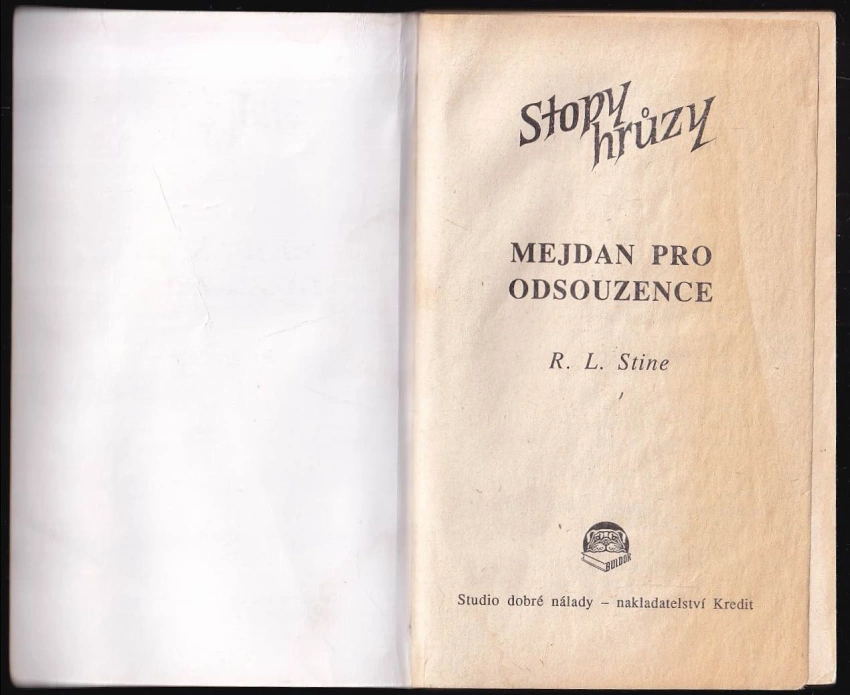 Stopy
hrůzy
MEJDAN PRO
ODSOUZENCE
R. L. Stine
BULDOK
Studio dobré nálady – nakladatelství Kredit